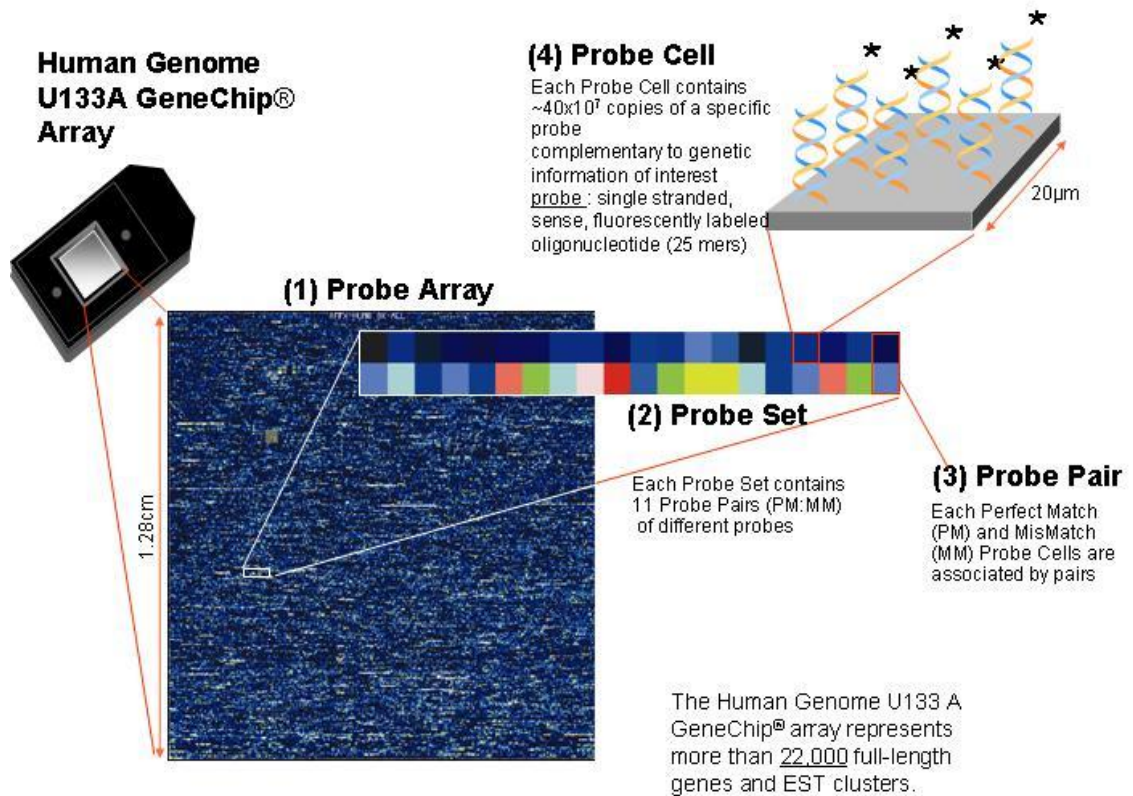 Human Genome
U133A GeneChip®
Array
(4) Probe Cell
Each Probe Cell contains
~40x10⁷ copies of a specific
probe
complementary to genetic
information of interest
probe : single stranded,
sense, fluorescently labeled
oligonucleotide (25 mers)
* * * * *
20µm
(1) Probe Array
1.28cm
(2) Probe Set
Each Probe Set contains
11 Probe Pairs (PM:MM)
of different probes
(3) Probe Pair
Each Perfect Match
(PM) and MisMatch
(MM) Probe Cells are
associated by pairs
The Human Genome U133 A
GeneChip® array represents
more than 22,000 full-length
genes and EST clusters.